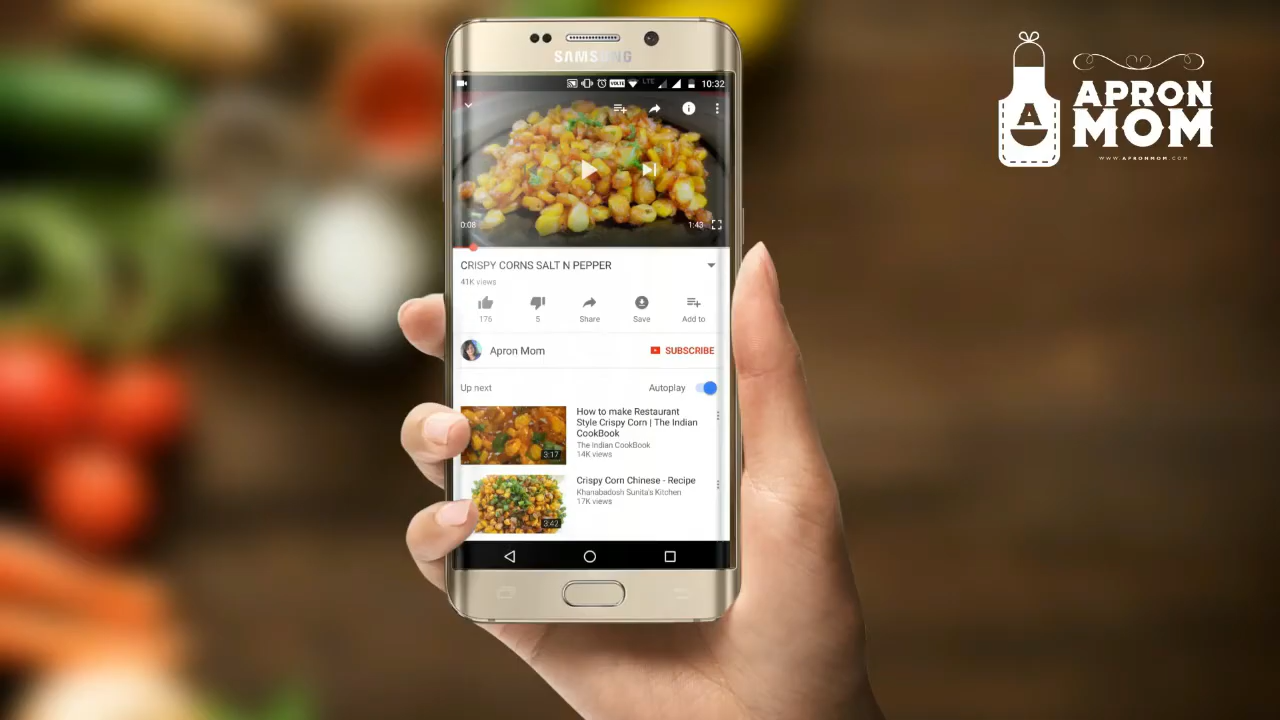 SAMSUNG
VOLTE LTE 10:32
0:08 1:43
CRISPY CORNS SALT N PEPPER
41K views
176 5 Share Save Add to
Apron Mom SUBSCRIBE
Up next Autoplay
How to make Restaurant
Style Crispy Corn | The Indian
CookBook
The Indian CookBook
14K views
3:17
Crispy Corn Chinese - Recipe
Khanabadosh Sunita's Kitchen
17K views
3:42
A
APRON
MOM
WWW.APRONMOM.COM